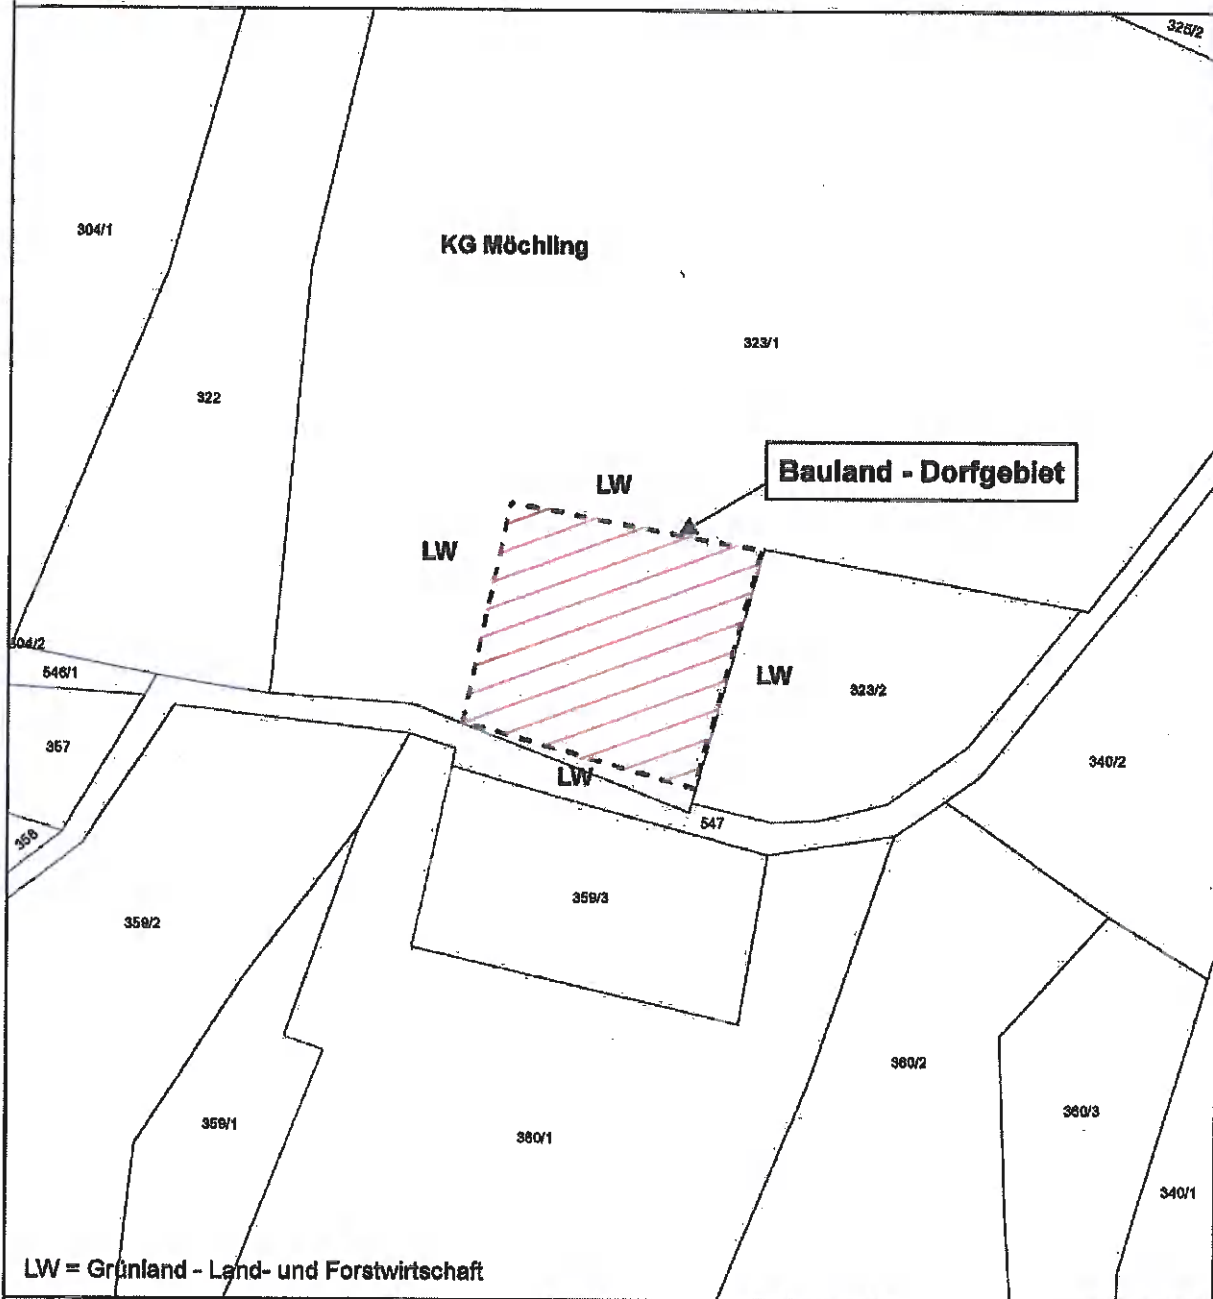 325/2
304/1
KG Möchling
323/1
322
Bauland - Dorfgebiet
LW
LW
304/2
546/1
LW
323/2
357
340/2
LW
547
358
359/3
359/2
360/2
360/3
359/1
360/1
340/1
LW = Grünland - Land- und Forstwirtschaft